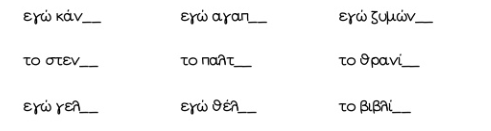 εγώ κάν__ εγώ αγαπ__ εγώ ζυμών__
το στεν__ το παλτ__ το θρανί__
εγώ γελ__ εγώ θέλ__ το βιβλί__